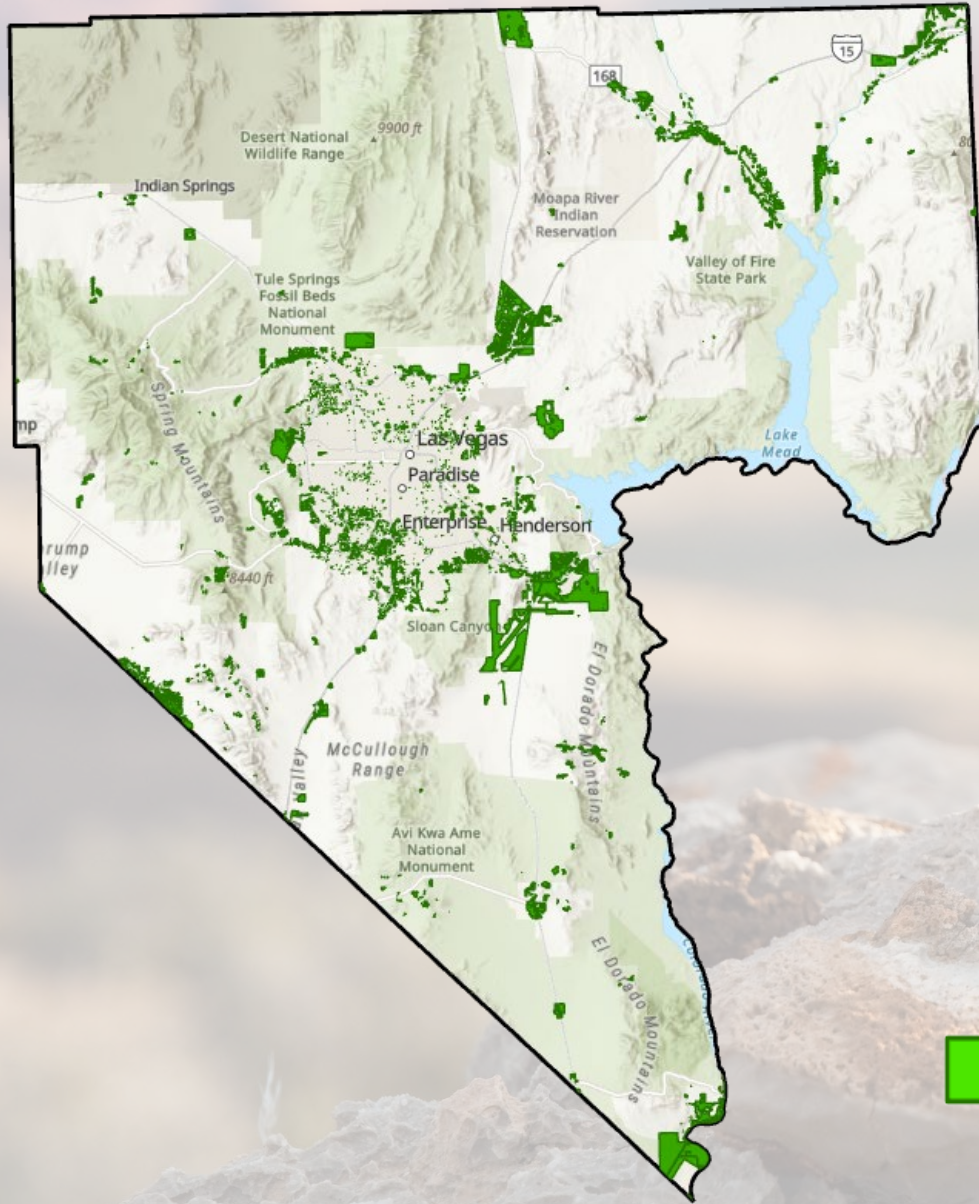 15
168
9900 ft
Desert National
Wildlife Range
Indian Springs
Moapa River
Indian
Reservation
Valley of Fire
State Park
Tule Springs
Fossil Beds
National
Monument
Spring Mountains
mp
Las Vegas
Lake
Mead
Paradise
Enterprise
Henderson
rump
lley
8440 ft
Sloan Canyon
El Dorado Mountains
McCullough
Range
Valley
Avi Kwa Ame
National
Monument
El Dorado Mountains